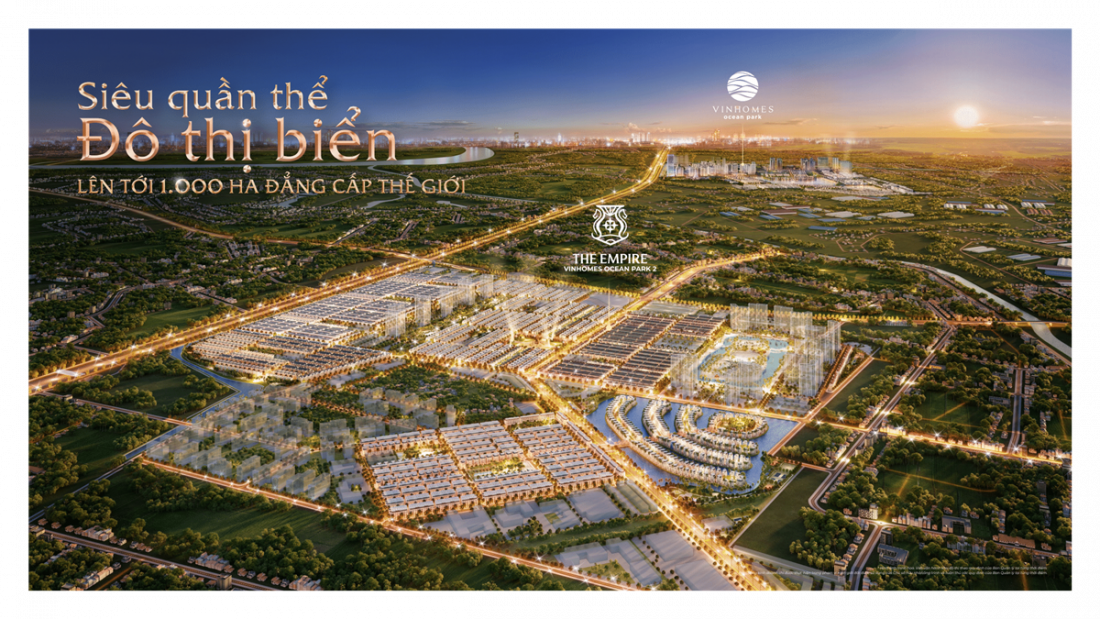 Siêu quần thể
Đô thị biển
LÊN TỚI 1.000 HA ĐẲNG CẤP THẾ GIỚI
VINHOMES
ocean park
THE EMPIRE
VINHOMES OCEAN PARK 2